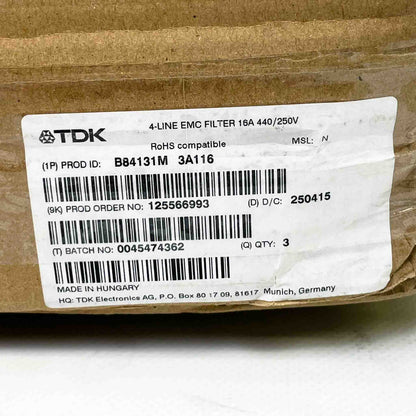 TDK
4-LINE EMC FILTER 16A 440/250V
RoHS compatible MSL: N
(1P) PROD ID: B84131M 3A116
(9K) PROD ORDER NO: 125566993 (D) D/C: 250415
(T) BATCH NO: 0045474362 (Q) QTY: 3
MADE IN HUNGARY
HQ: TDK Electronics AG, P.O. Box 80 17 09, 81617 Munich, Germany